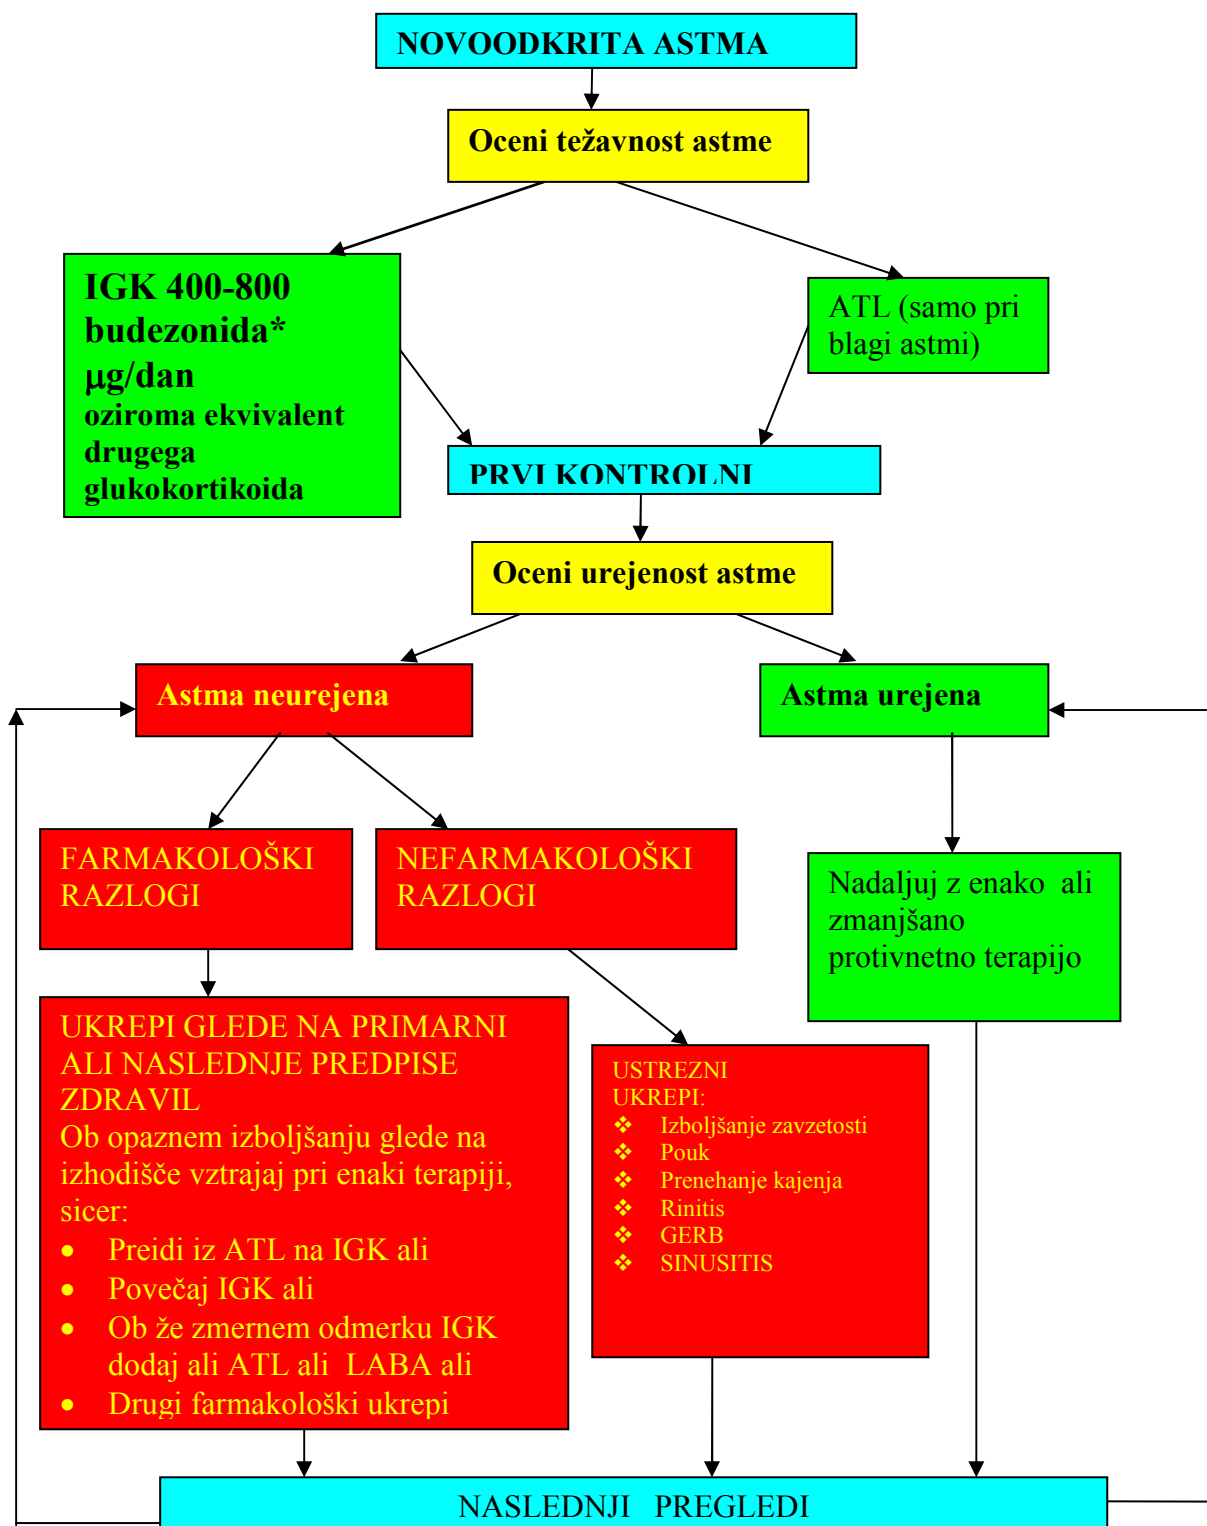 NOVOODKRITA ASTMA
Oceni težavnost astme
IGK 400-800
budezonida*
µg/dan
oziroma ekvivalent
drugega
glukokortikoida
ATL (samo pri
blagi astmi)
PRVI KONTROLNI
Oceni urejenost astme
Astma neurejena
Astma urejena
FARMAKOLOŠKI
RAZLOGI
NEFARMAKOLOŠKI
RAZLOGI
Nadaljuj z enako ali
zmanjšano
protivnetno terapijo
UKREPI GLEDE NA PRIMARNI
ALI NASLEDNJE PREDPISE
ZDRAVIL
Ob opaznem izboljšanju glede na
izhodišče vztrajaj pri enaki terapiji,
sicer:
• Preidi iz ATL na IGK ali
• Povečaj IGK ali
• Ob že zmernem odmerku IGK
dodaj ali ATL ali LABA ali
• Drugi farmakološki ukrepi
USTREZNI
UKREPI:
❖ Izboljšanje zavzetosti
❖ Pouk
❖ Prenehanje kajenja
❖ Rinitis
❖ GERB
❖ SINUSITIS
NASLEDNJI PREGLEDI